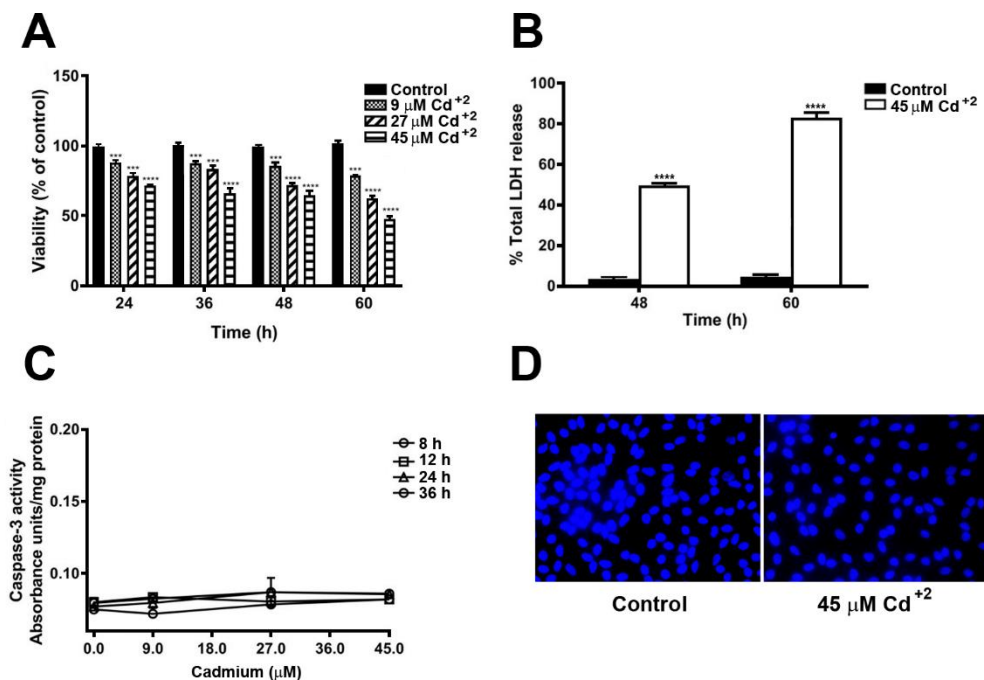 A
Viability (% of control)
150
100
50
0
Control
9 μM Cd+2
27 μM Cd+2
45 μM Cd+2
*** *** **** *** *** **** *** **** **** *** **** ****
24 36 48 60
Time (h)
B
% Total LDH release
100
80
60
40
20
0
Control
45 μM Cd+2
**** ****
48 60
Time (h)
C
Caspase-3 activity
Absorbance units/mg protein
0.20
0.15
0.10
8 h
12 h
24 h
36 h
0.0 9.0 18.0 27.0 36.0 45.0
Cadmium (μM)
D
Control 45 μM Cd+2